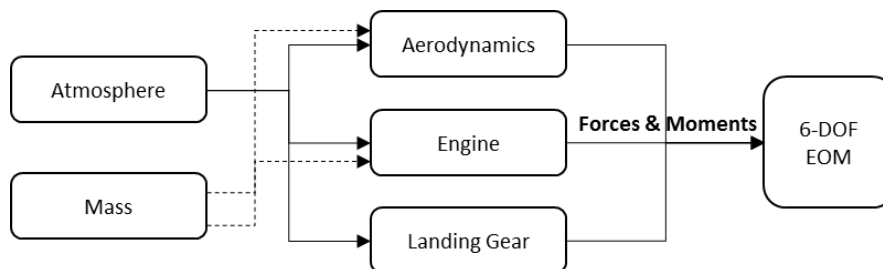 Atmosphere
Mass
Aerodynamics
Engine
Landing Gear
Forces & Moments
6-DOF
EOM